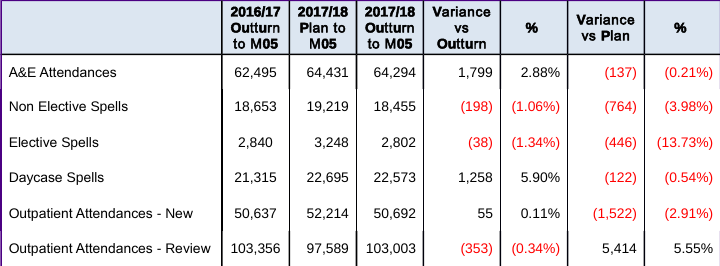 2016/17 Outturn to M05 | 2017/18 Plan to M05 | 2017/18 Outturn to M05 | Variance vs Outturn | % | Variance vs Plan | %
A&E Attendances 62,495 64,431 64,294 1,799 2.88% (137) (0.21%)
Non Elective Spells 18,653 19,219 18,455 (198) (1.06%) (764) (3.98%)
Elective Spells 2,840 3,248 2,802 (38) (1.34%) (446) (13.73%)
Daycase Spells 21,315 22,695 22,573 1,258 5.90% (122) (0.54%)
Outpatient Attendances - New 50,637 52,214 50,692 55 0.11% (1,522) (2.91%)
Outpatient Attendances - Review 103,356 97,589 103,003 (353) (0.34%) 5,414 5.55%